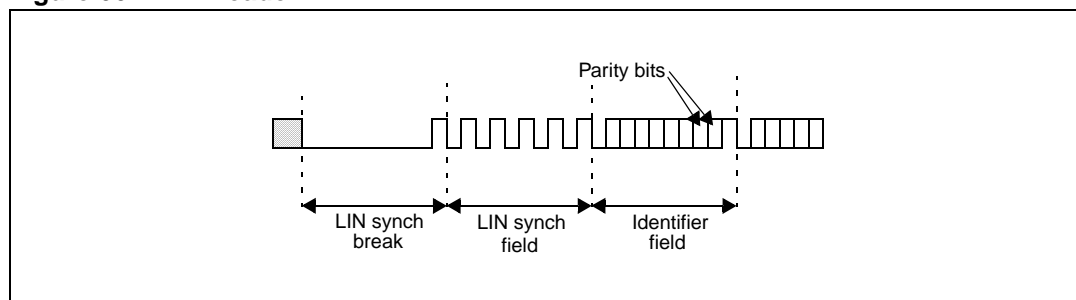 Parity bits
LIN synch
break
LIN synch
field
Identifier
field